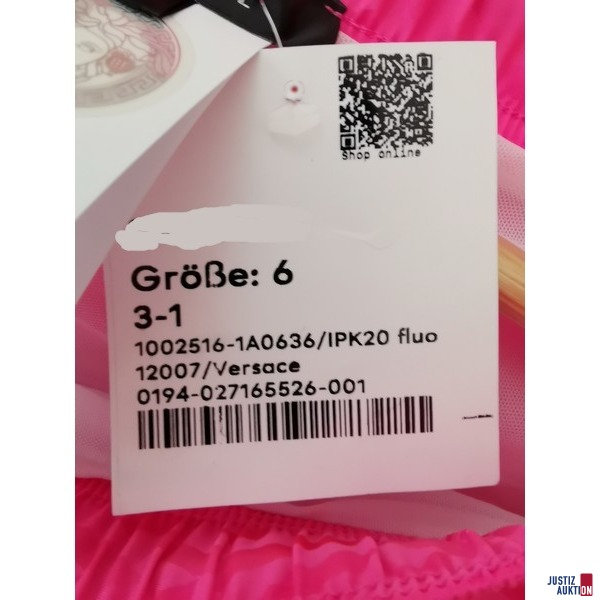 Shop online
Größe: 6
3-1
1002516-1A0636/IPK20 fluo
12007/Versace
0194-027165526-001
JUSTIZ
AUKTION